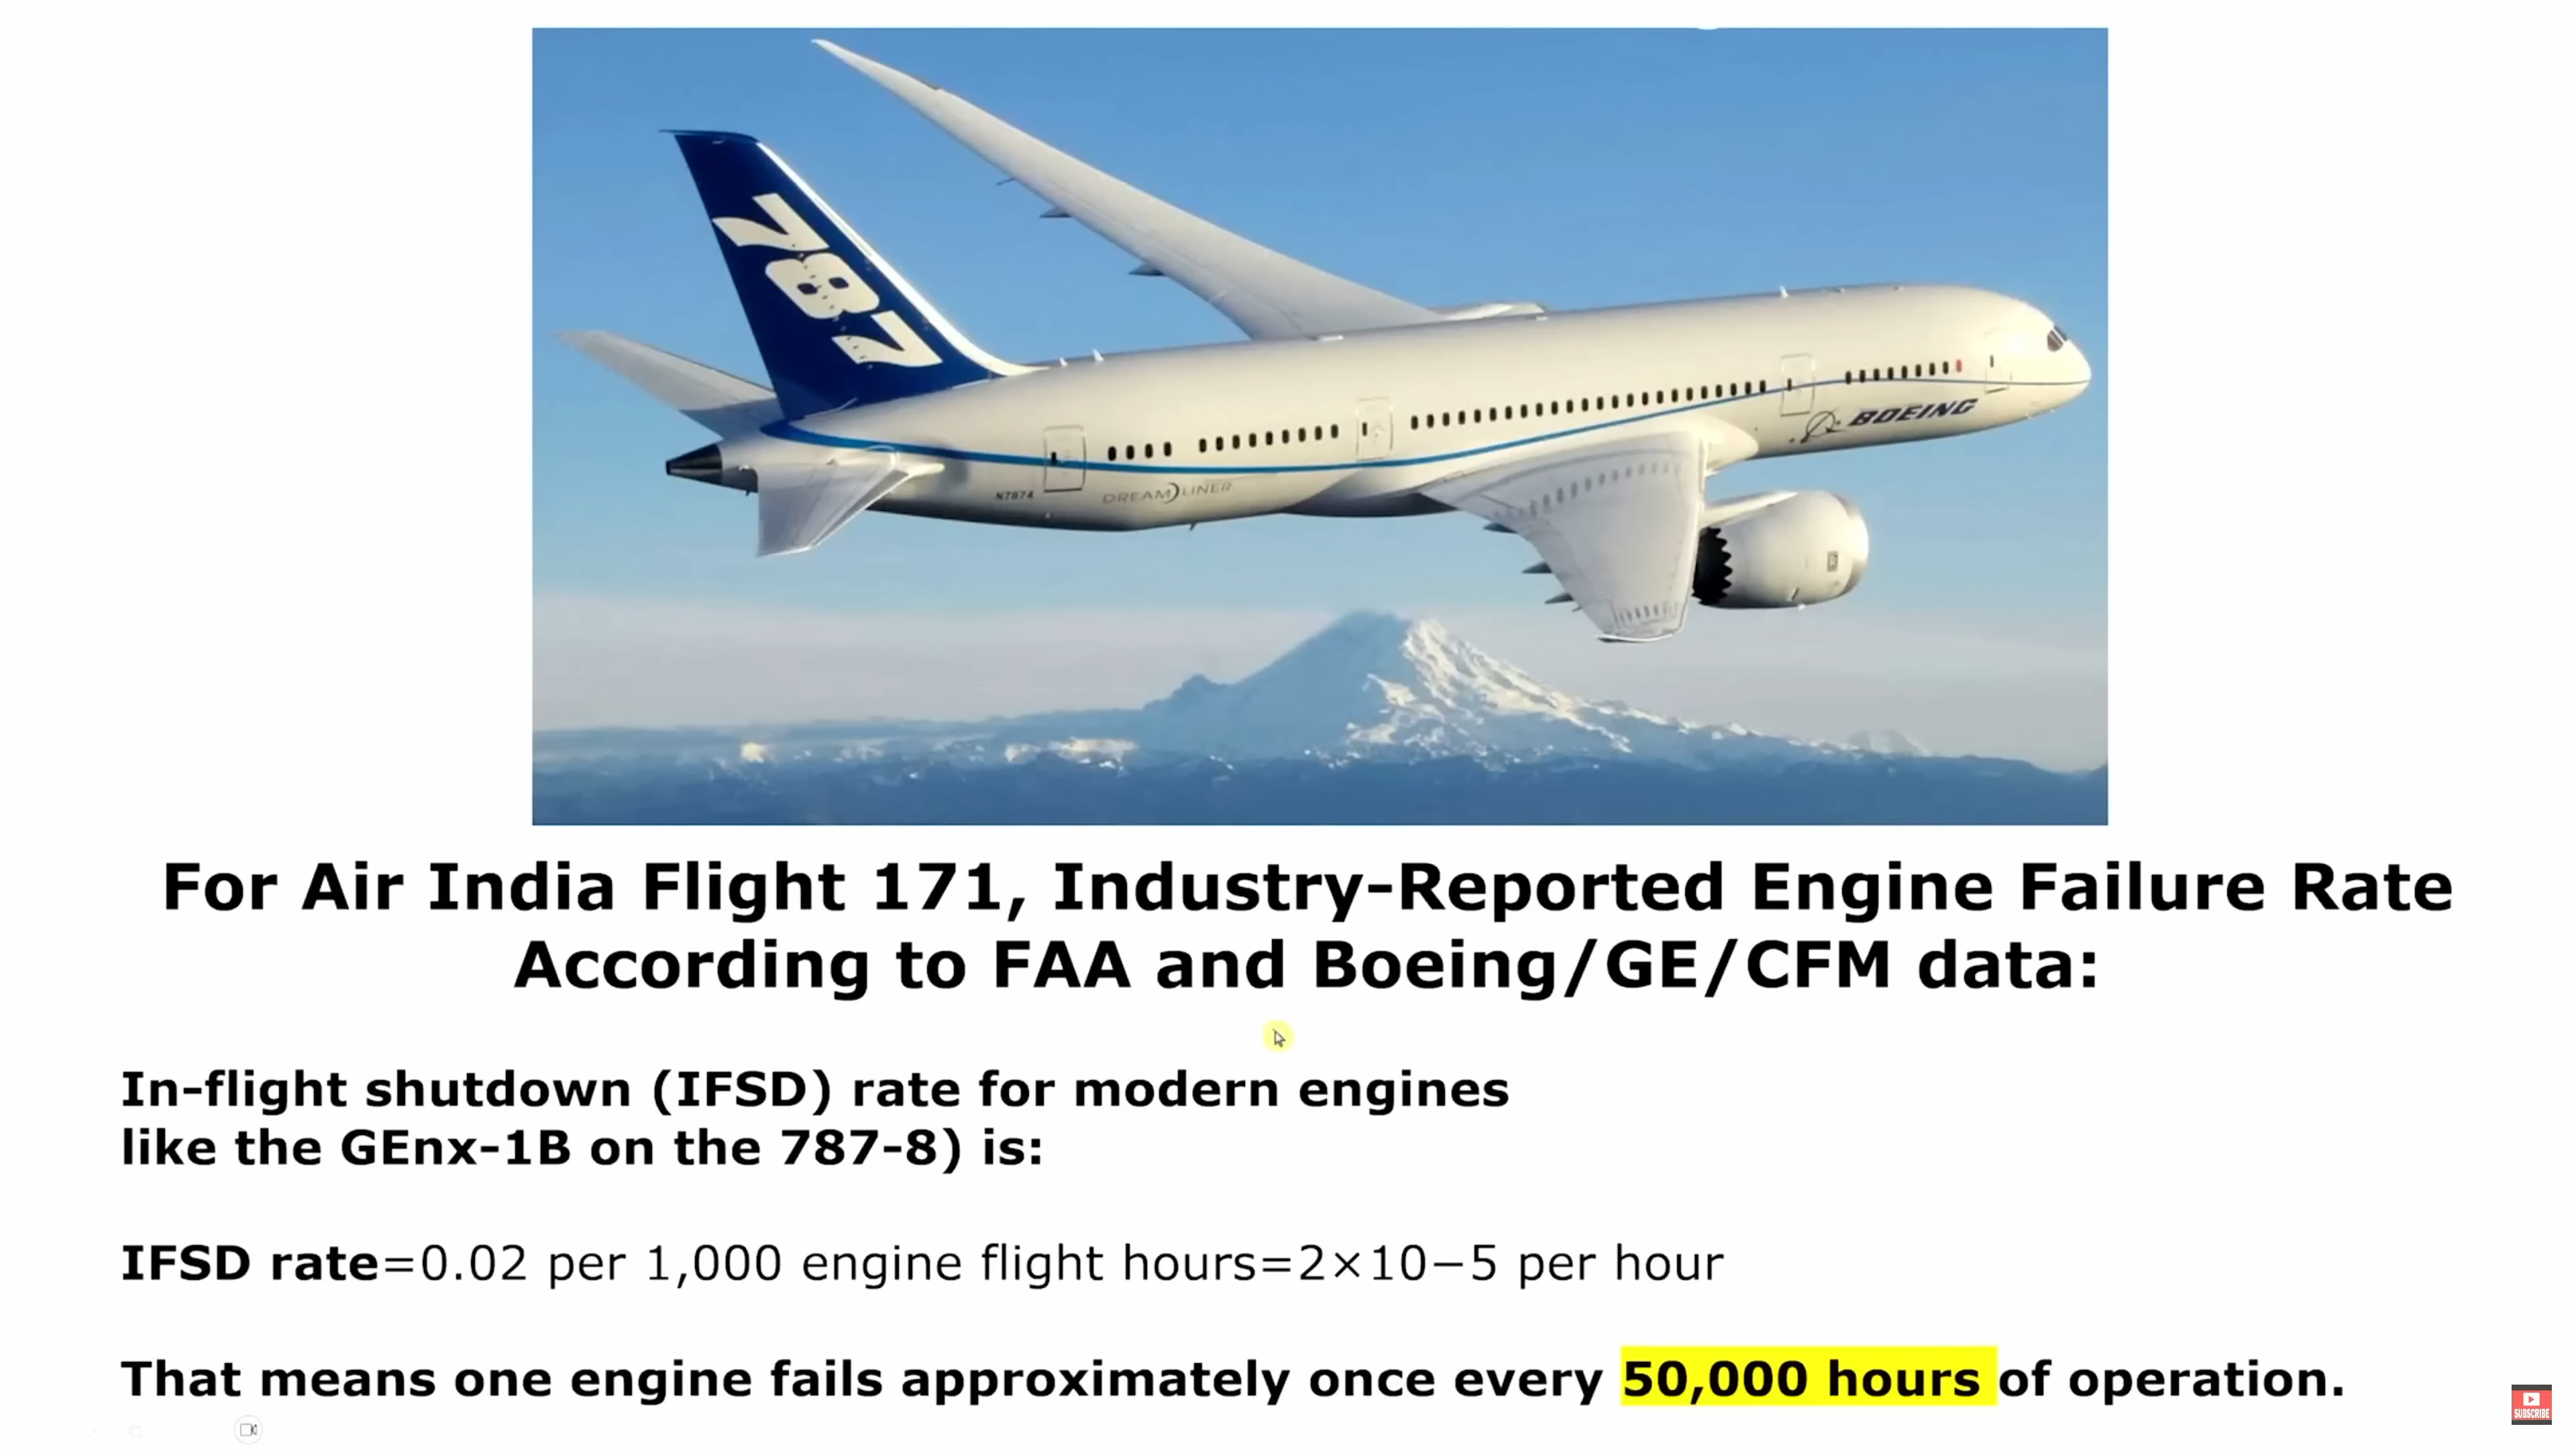 787
BOEING
N7874
DREAMLINER
For Air India Flight 171, Industry-Reported Engine Failure Rate
According to FAA and Boeing/GE/CFM data:
In-flight shutdown (IFSD) rate for modern engines
like the GEnx-1B on the 787-8) is:
IFSD rate=0.02 per 1,000 engine flight hours=2×10−5 per hour
That means one engine fails approximately once every 50,000 hours of operation.
SUBSCRIBE